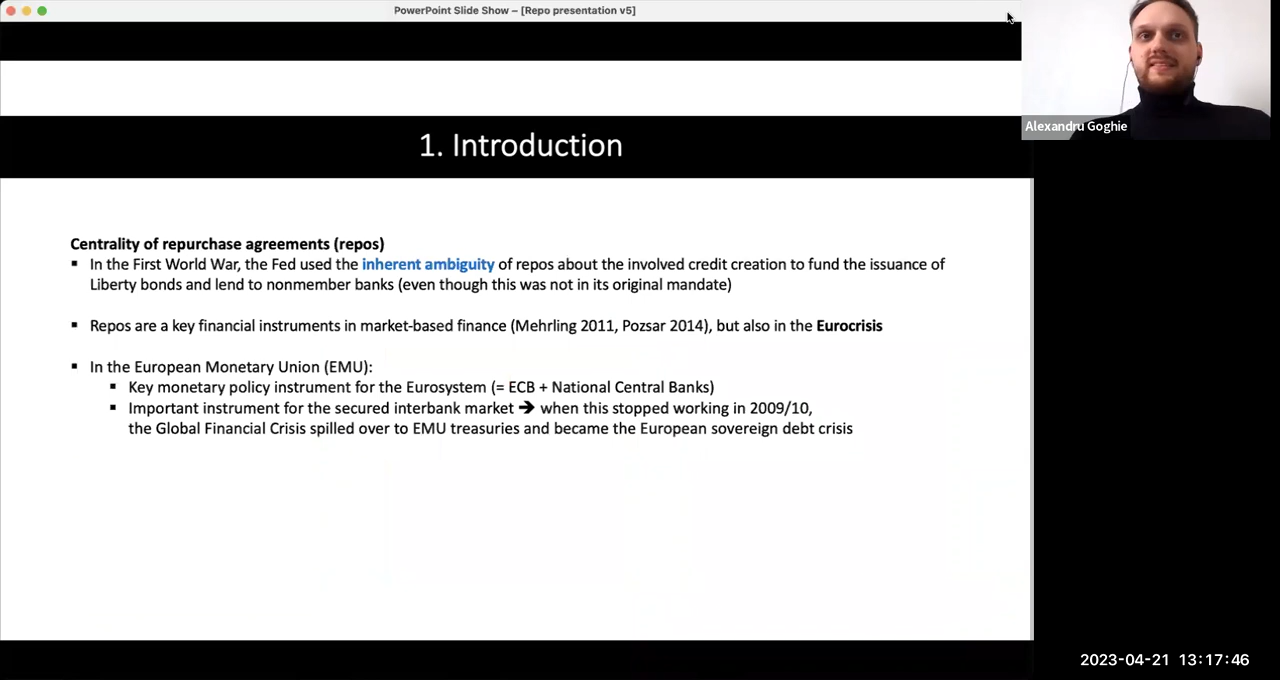 PowerPoint Slide Show – [Repo presentation v5]
Alexandru Goghie
1. Introduction
Centrality of repurchase agreements (repos)
▪ In the First World War, the Fed used the inherent ambiguity of repos about the involved credit creation to fund the issuance of
Liberty bonds and lend to nonmember banks (even though this was not in its original mandate)
▪ Repos are a key financial instruments in market-based finance (Mehrling 2011, Pozsar 2014), but also in the Eurocrisis
▪ In the European Monetary Union (EMU):
▪ Key monetary policy instrument for the Eurosystem (= ECB + National Central Banks)
▪ Important instrument for the secured interbank market ➔ when this stopped working in 2009/10,
the Global Financial Crisis spilled over to EMU treasuries and became the European sovereign debt crisis
2023-04-21 13:17:46